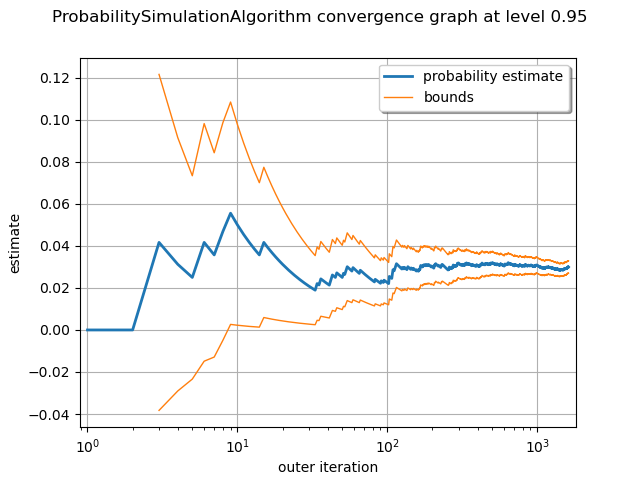 ProbabilitySimulationAlgorithm convergence graph at level 0.95
probability estimate
bounds
estimate
0.12
0.10
0.08
0.06
0.04
0.02
0.00
−0.02
−0.04
10⁰
10¹
10²
10³
outer iteration